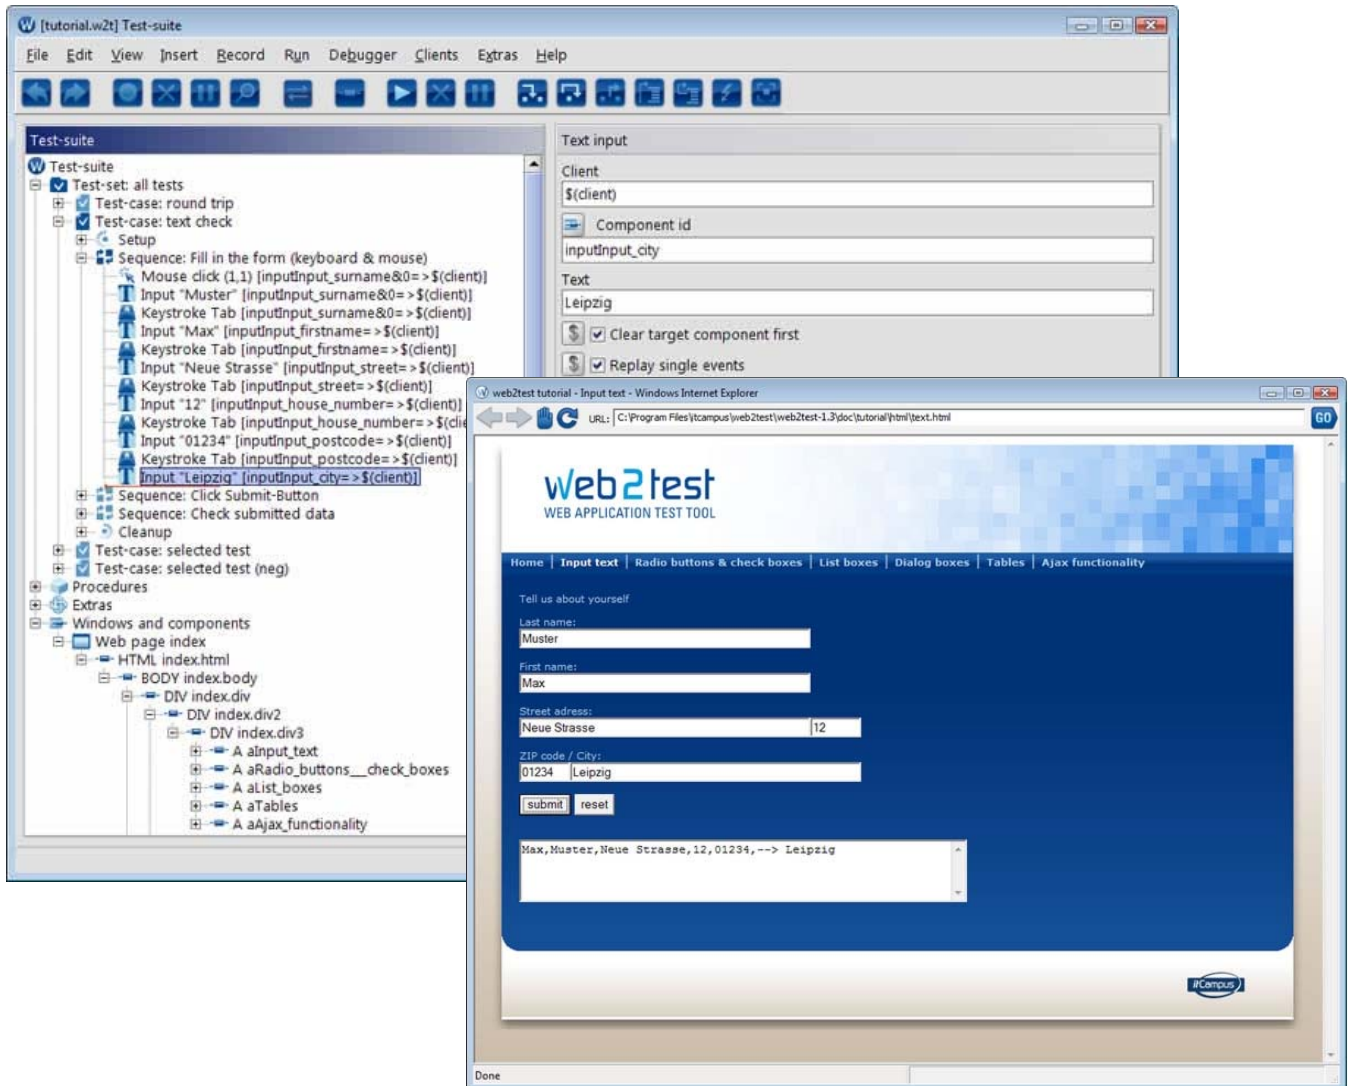 [tutorial.w2t] Test-suite
File Edit View Insert Record Run Debugger Clients Extras Help
Test-suite
Test-suite
Test-set: all tests
Test-case: round trip
Test-case: text check
Setup
Sequence: Fill in the form (keyboard & mouse)
Mouse click (1,1) [inputInput_surname&0=>$(client)]
Input "Muster" [inputInput_surname&0=>$(client)]
Keystroke Tab [inputInput_surname&0=>$(client)]
Input "Max" [inputInput_firstname=>$(client)]
Keystroke Tab [inputInput_firstname=>$(client)]
Input "Neue Strasse" [inputInput_street=>$(client)]
Keystroke Tab [inputInput_street=>$(client)]
Input "12" [inputInput_house_number=>$(client)]
Keystroke Tab [inputInput_house_number=>$(clie
Input "01234" [inputInput_postcode=>$(client)]
Keystroke Tab [inputInput_postcode=>$(client)]
Input "Leipzig" [inputInput_city=>$(client)]
Sequence: Click Submit-Button
Sequence: Check submitted data
Cleanup
Test-case: selected test
Test-case: selected test (neg)
Procedures
Extras
Windows and components
Web page index
HTML index.html
BODY index.body
DIV index.div
DIV index.div2
DIV index.div3
A aInput_text
A aRadio_buttons___check_boxes
A aList_boxes
A aTables
A aAjax_functionality
Text input
Client
$(client)
Component id
inputInput_city
Text
Leipzig
$ Clear target component first
$ Replay single events
web2test tutorial - Input text - Windows Internet Explorer
URL: C:\Program Files\itcampus\web2test\web2test-1.3\doc\tutorial\html\text.html GO
web2test
WEB APPLICATION TEST TOOL
Home | Input text | Radio buttons & check boxes | List boxes | Dialog boxes | Tables | Ajax functionality
Tell us about yourself
Last name:
Muster
First name:
Max
Street adress:
Neue Strasse 12
ZIP code / City:
01234 Leipzig
submit reset
Max,Muster,Neue Strasse,12,01234,--> Leipzig
itCampus
Done